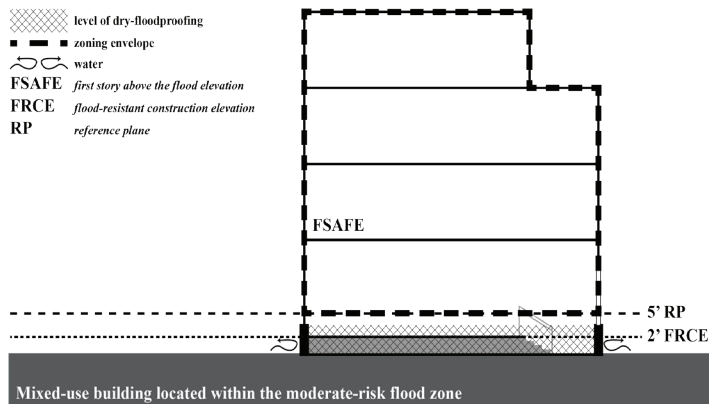 level of dry-floodproofing
zoning envelope
water
FSAFE first story above the flood elevation
FRCE flood-resistant construction elevation
RP reference plane
FSAFE
5’ RP
2’ FRCE
Mixed-use building located within the moderate-risk flood zone